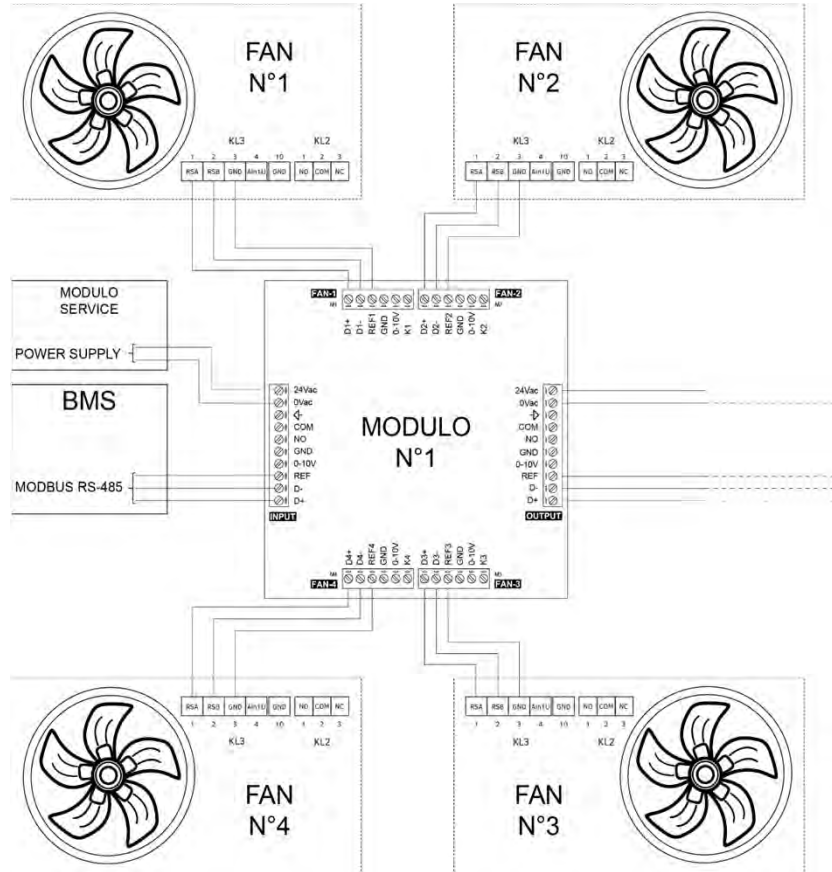 FAN
N°1
KL3 KL2
1 2 3 4 10 1 2 3
RSA RSB GND Ain1U GND NO COM NC
FAN
N°2
KL3 KL2
1 2 3 4 10 1 2 3
RSA RSB GND Ain1U GND NO COM NC
MODULO
SERVICE
POWER SUPPLY
BMS
MODBUS RS-485
FAN-1
D1+
D1-
REF1
GND
0-10V
K1
FAN-2
M2
D2+
D2-
REF2
GND
0-10V
K2
24Vac
0Vac
COM
NO
GND
0-10V
REF
D-
D+
INPUT
MODULO
N°1
24Vac
0Vac
COM
NO
GND
0-10V
REF
D-
D+
OUTPUT
FAN-4
M4
D4+
D4-
REF4
GND
0-10V
K4
D3+
D3-
REF3
GND
0-10V
K3
M3
FAN-3
RSA RSB GND Ain1U GND NO COM NC
1 2 3 4 10 1 2 3
KL3 KL2
FAN
N°4
RSA RSB GND Ain1U GND NO COM NC
1 2 3 4 10 1 2 3
KL3 KL2
FAN
N°3